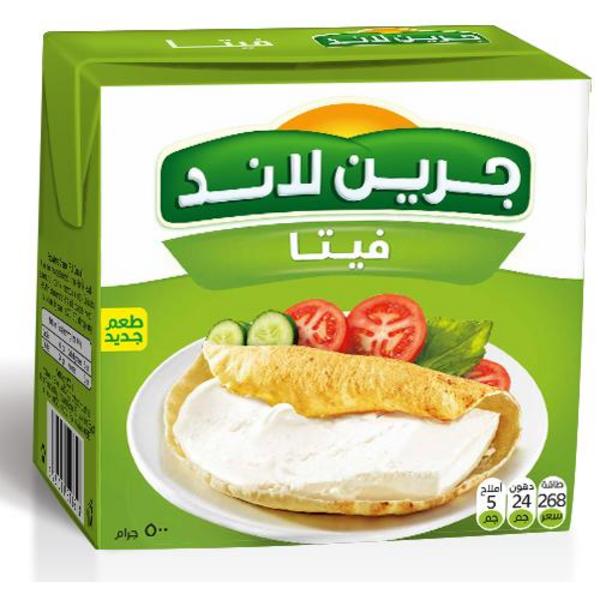 جرين لاند
فيتا
جرين لاند
فيتا
طعم
جديد
طاقة
268
سعر
دهون
24
جم
أملاح
5
جم
٥٠٠ جرام